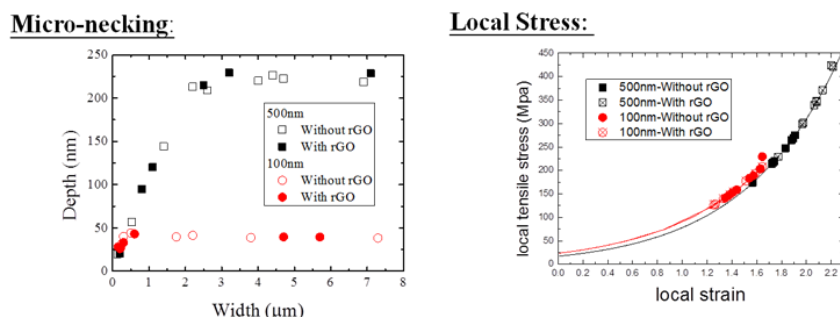 Micro-necking:
Local Stress:
Depth (nm)
250
200
150
100
50
0
500nm
Without rGO
With rGO
100nm
Without rGO
With rGO
0 1 2 3 4 5 6 7 8
Width (μm)
local tensile stress (Mpa)
450
400
350
300
250
200
150
100
50
0
500nm-Without rGO
500nm-With rGO
100nm-Without rGO
100nm-With rGO
0.0 0.2 0.4 0.6 0.8 1.0 1.2 1.4 1.6 1.8 2.0 2.2
local strain